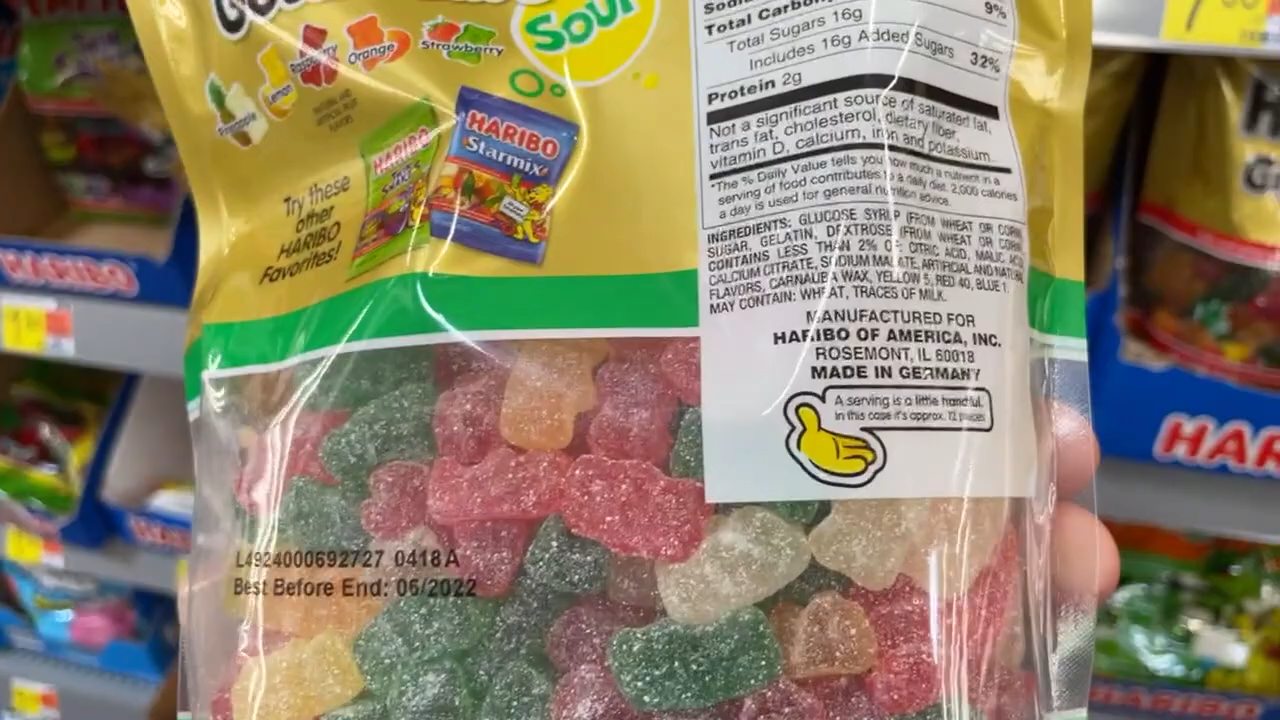 Sour
Pineapple
Lemon
Raspberry
Orange
Strawberry
NATURAL AND
ARTIFICIAL FRUIT
FLAVORS
Try these
other
HARIBO
Favorites!
HARIBO
HARIBO
Starmix
9%
Total Sugars 16g
Includes 16g Added Sugars 32%
Protein 2g
Not a significant source of saturated fat,
trans fat, cholesterol, dietary fiber,
vitamin D, calcium, iron and potassium.
*The % Daily Value tells you how much a nutrient in a
serving of food contributes to a daily diet. 2,000 calories
a day is used for general nutrition advice.
INGREDIENTS: GLUCOSE SYRUP (FROM WHEAT OR CORN
SUGAR, GELATIN, DEXTROSE (FROM WHEAT OR CORN
CONTAINS LESS THAN 2% OF: CITRIC ACID, MALIC ACID
CALCIUM CITRATE, SODIUM MALATE, ARTIFICIAL AND NATURAL
FLAVORS, CARNAUBA WAX, YELLOW 5, RED 40, BLUE 1.
MAY CONTAIN: WHEAT, TRACES OF MILK.
MANUFACTURED FOR
HARIBO OF AMERICA, INC.
ROSEMONT, IL 60018
MADE IN GERMANY
A serving is a little handful.
In this case it's approx. 12 pieces
L4924000692727 0418A
Best Before End: 06/2022
HARIBO
HAR